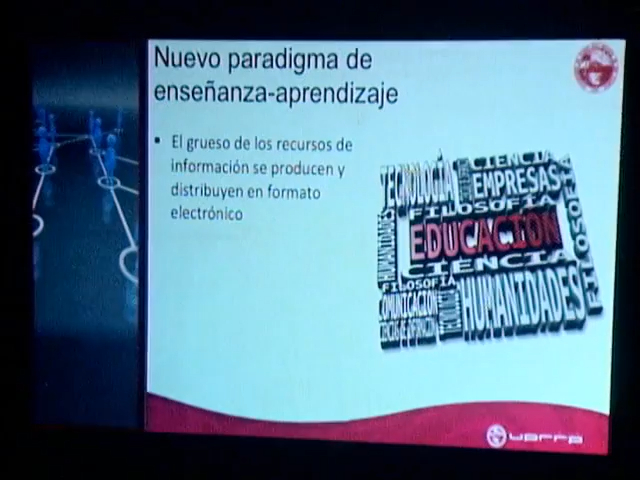 Nuevo paradigma de
enseñanza-aprendizaje
• El grueso de los recursos de
información se producen y
distribuyen en formato
electrónico
CIENCIA
TECNOLOGÍA
EMPRESAS
FILOSOFÍA
EDUCACIÓN
CIENCIA
HUMANIDADES
FILOSOFÍA
FILOSOFÍA
COMUNICACIÓN
TECNOLOGÍA
HUMANIDADES